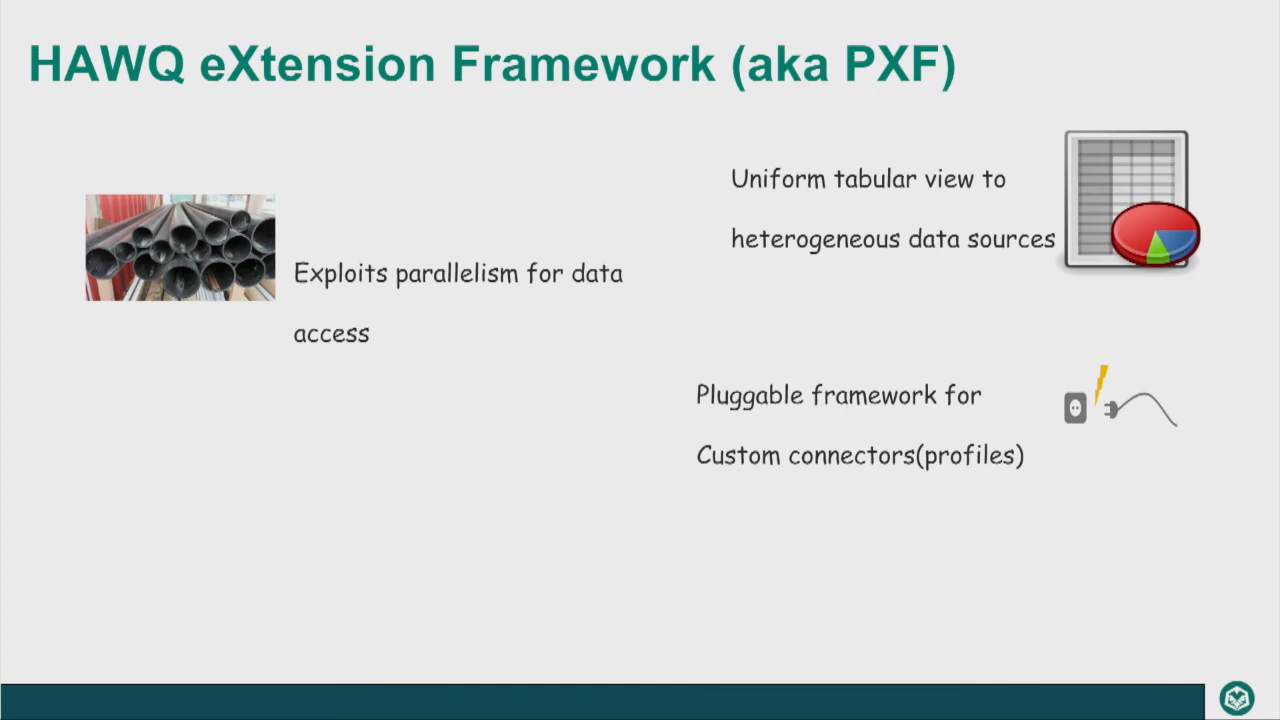 HAWQ eXtension Framework (aka PXF)
Uniform tabular view to
heterogeneous data sources
Exploits parallelism for data
access
Pluggable framework for
Custom connectors(profiles)